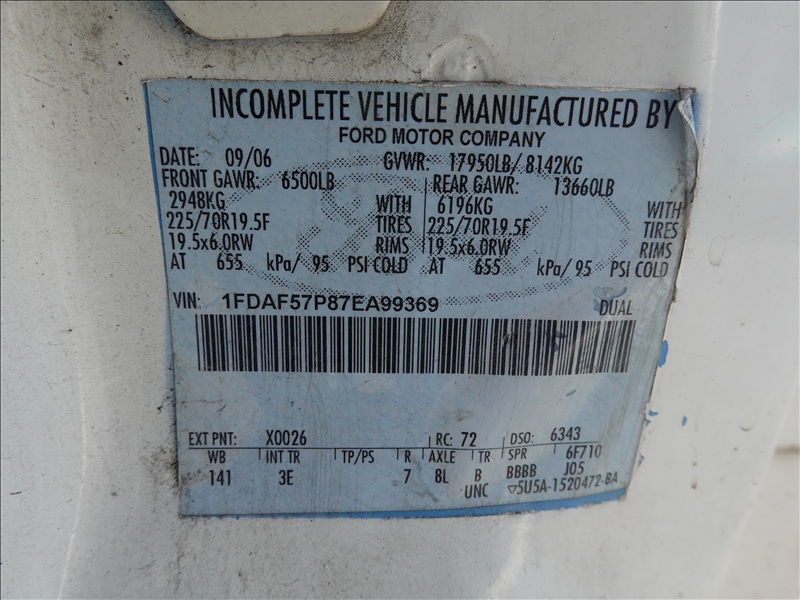 INCOMPLETE VEHICLE MANUFACTURED BY
FORD MOTOR COMPANY
DATE: 09/06 GVWR: 17950LB/ 8142KG
FRONT GAWR: 6500LB REAR GAWR: 13660LB
2948KG WITH 6196KG WITH
225/70R19.5F TIRES 225/70R19.5F TIRES
19.5x6.0RW RIMS 19.5x6.0RW RIMS
AT 655 kPa/ 95 PSI COLD AT 655 kPa/ 95 PSI COLD
VIN: 1FDAF57P87EA99369 DUAL
EXT PNT: X0026 RC: 72 DSO: 6343
WB INT TR TP/PS R AXLE TR SPR 6F710
141 3E 7 8L B BBBB J05
UNC ▽5U5A-1520472-BA